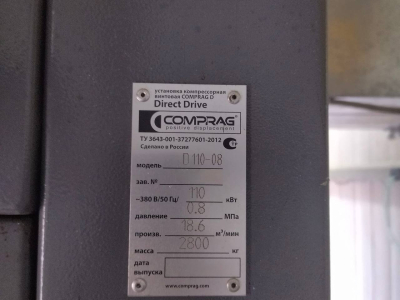 установка компрессорная
винтовая COMPRAG D
Direct Drive
COMPRAG®
positive displacement
ТУ 3643-001-37277601-2012
Сделано в России
модель D 110-08
зав. №
~380 В/50 Гц/ 110 кВт
давление 0.8 МПа
произв. 18.6 м³/мин
масса 2800 кг
дата
выпуска
www.comprag.com